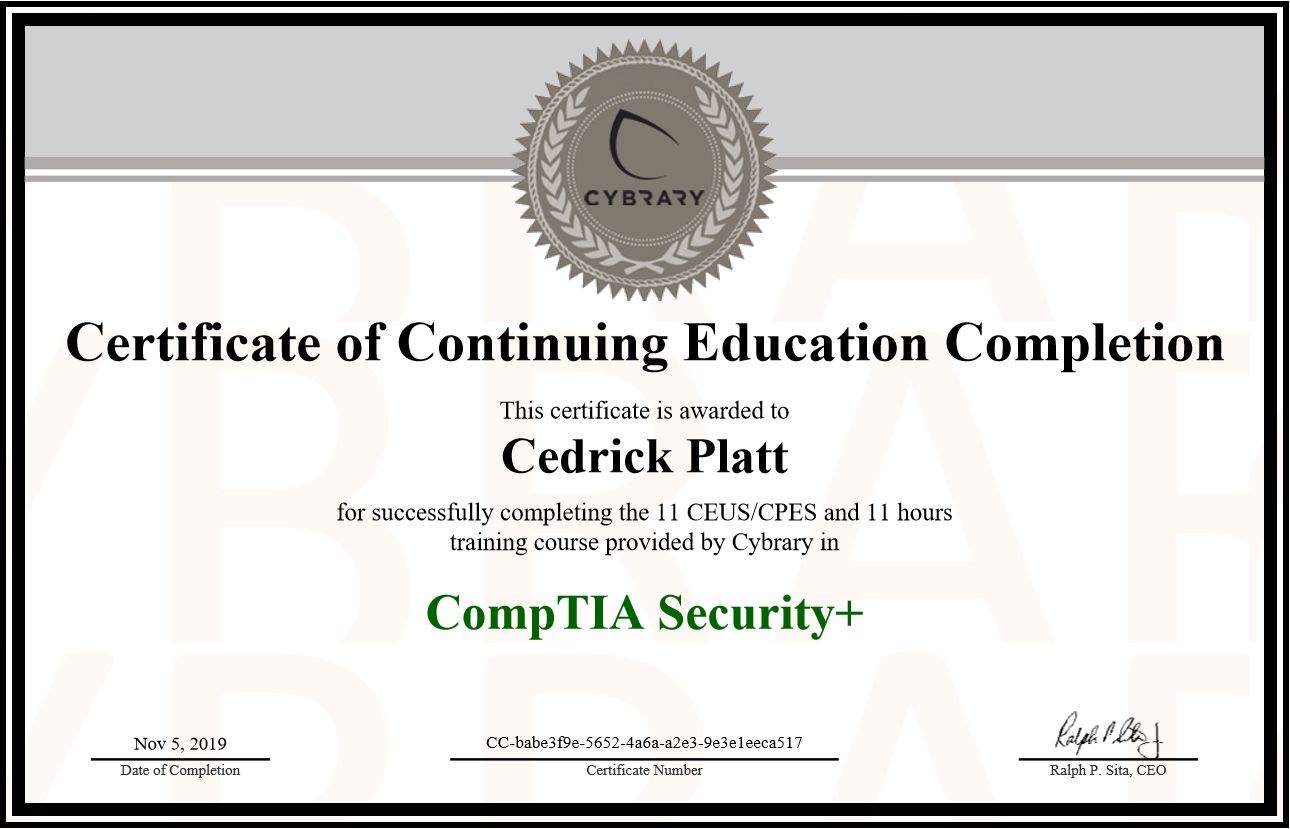 CYBRARY
Certificate of Continuing Education Completion
This certificate is awarded to
Cedrick Platt
for successfully completing the 11 CEUS/CPES and 11 hours
training course provided by Cybrary in
CompTIA Security+
Nov 5, 2019
Date of Completion
CC-babe3f9e-5652-4a6a-a2e3-9e3e1eeca517
Certificate Number
Ralph P. Sita, CEO